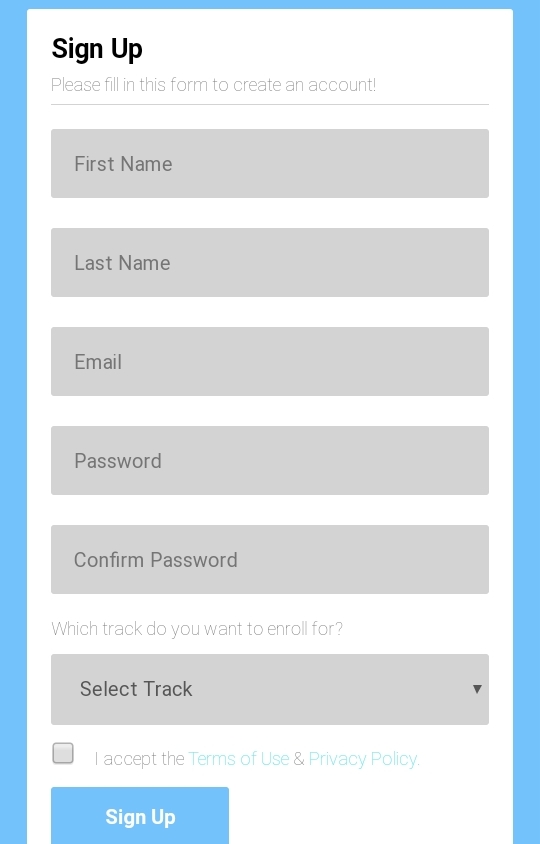 Sign Up
Please fill in this form to create an account!
First Name
Last Name
Email
Password
Confirm Password
Which track do you want to enroll for?
Select Track
I accept the Terms of Use & Privacy Policy.
Sign Up